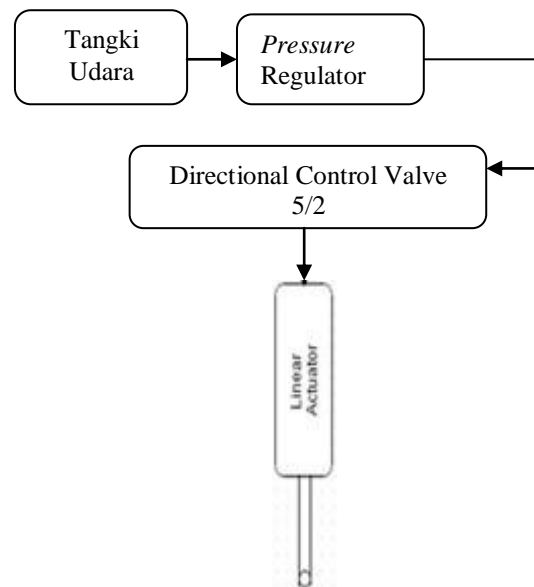 Tangki
Udara
Pressure
Regulator
Directional Control Valve
5/2
Linear
Actuator